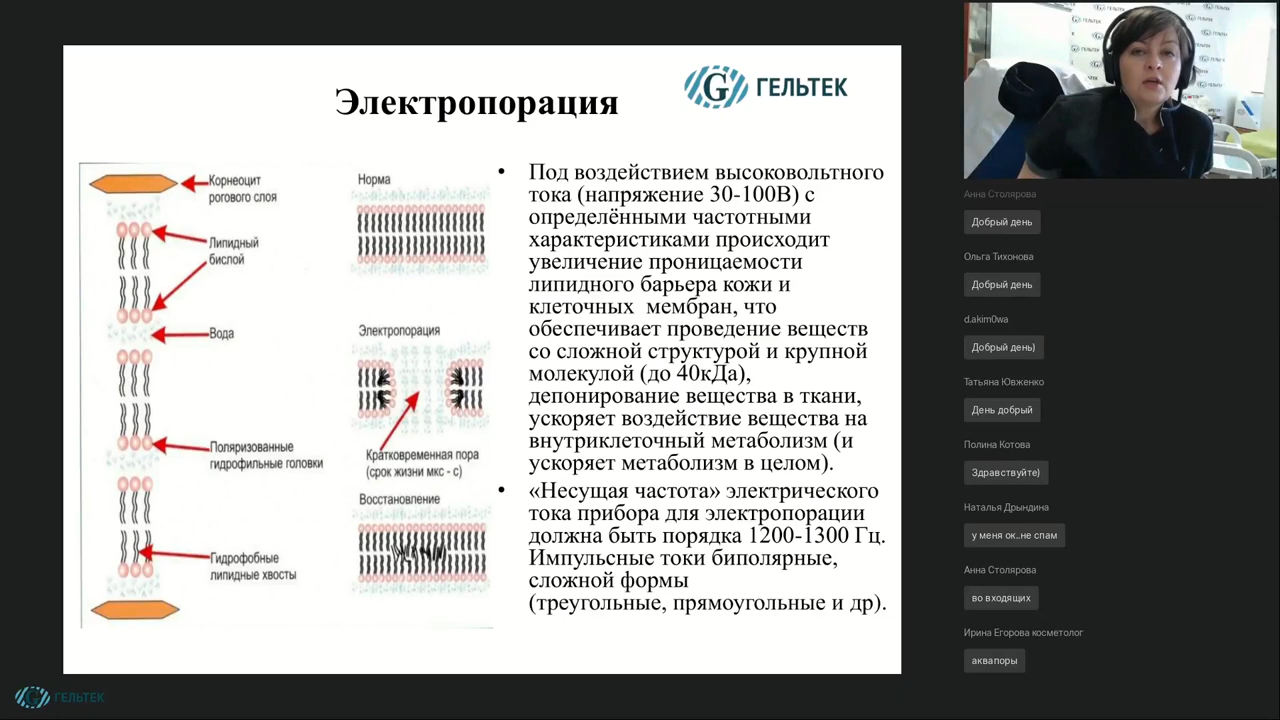 Электропорация
ГЕЛЬТЕК
Корнеоцит
рогового слоя
Липидный
бислой
Вода
Поляризованные
гидрофильные головки
Гидрофобные
липидные хвосты
Норма
Электропорация
Кратковременная пора
(срок жизни мкс - с)
Восстановление
• Под воздействием высоковольтного
тока (напряжение 30-100В) с
определёнными частотными
характеристиками происходит
увеличение проницаемости
липидного барьера кожи и
клеточных мембран, что
обеспечивает проведение веществ
со сложной структурой и крупной
молекулой (до 40кДа),
депонирование вещества в ткани,
ускоряет воздействие вещества на
внутриклеточный метаболизм (и
ускоряет метаболизм в целом).
• «Несущая частота» электрического
тока прибора для электропорации
должна быть порядка 1200-1300 Гц.
Импульсные токи биполярные,
сложной формы
(треугольные, прямоугольные и др).
Анна Столярова
Добрый день
Ольга Тихонова
Добрый день
d.akim0wa
Добрый день)
Татьяна Ювженко
День добрый
Полина Котова
Здравствуйте)
Наталья Дрындина
у меня ок..не спам
Анна Столярова
во входящих
Ирина Егорова косметолог
аквапоры
ГЕЛЬТЕК